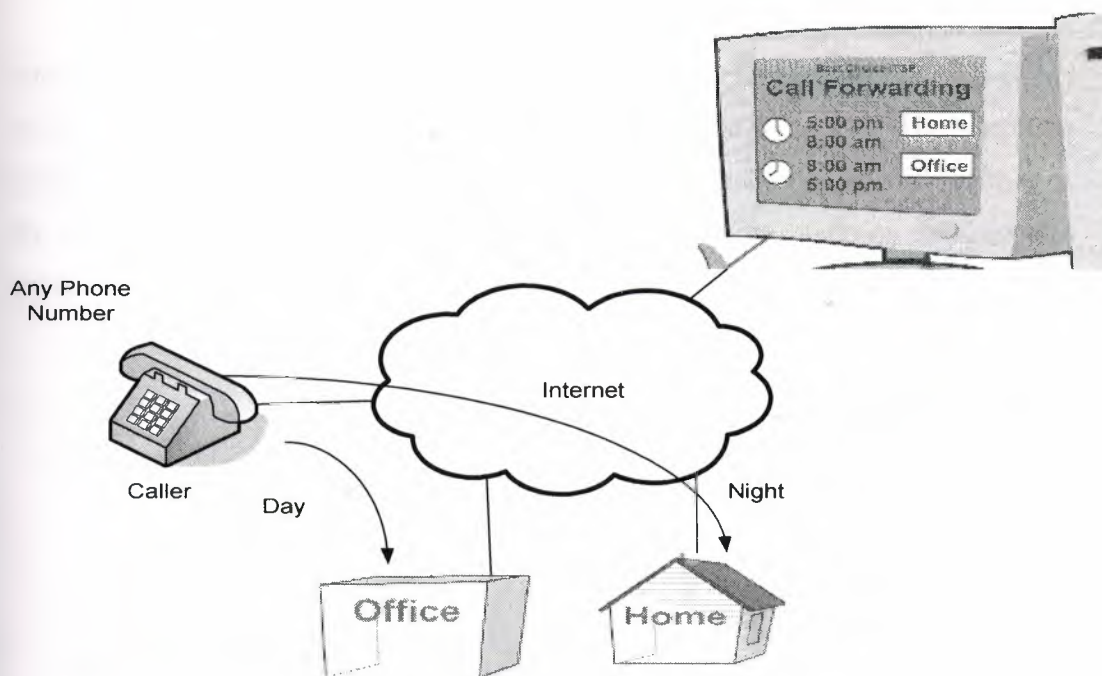 Call Forwarding
5:00 pm Home
8:00 am
8:00 am Office
5:00 pm
Any Phone
Number
Internet
Caller
Day
Night
Office
Home